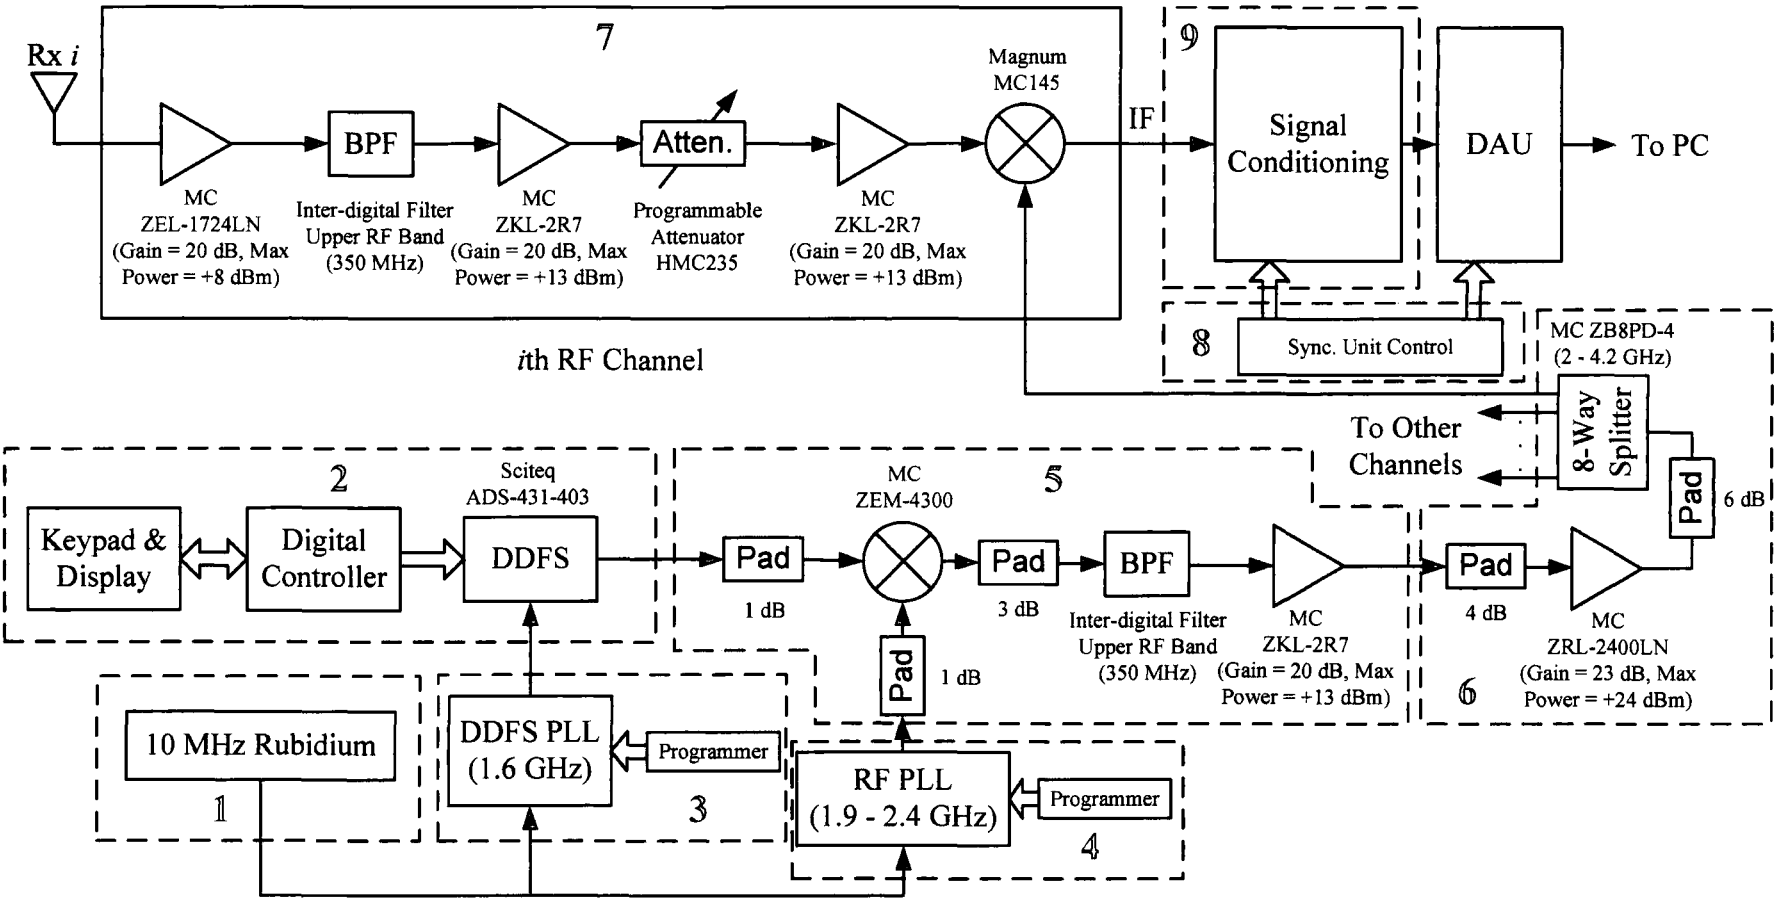 7
9
Rx i
Magnum
MC145
IF
BPF
Atten.
Signal
Conditioning
DAU
To PC
MC
ZEL-1724LN
(Gain = 20 dB, Max
Power = +8 dBm)
Inter-digital Filter
Upper RF Band
(350 MHz)
MC
ZKL-2R7
(Gain = 20 dB, Max
Power = +13 dBm)
Programmable
Attenuator
HMC235
MC
ZKL-2R7
(Gain = 20 dB, Max
Power = +13 dBm)
ith RF Channel
8
Sync. Unit Control
MC ZB8PD-4
(2 - 4.2 GHz)
8-Way
Splitter
To Other
Channels
Pad
6 dB
2
Sciteq
ADS-431-403
Keypad &
Display
Digital
Controller
DDFS
5
MC
ZEM-4300
Pad
1 dB
Pad
3 dB
BPF
Inter-digital Filter
Upper RF Band
(350 MHz)
MC
ZKL-2R7
(Gain = 20 dB, Max
Power = +13 dBm)
Pad
1 dB
Pad
4 dB
MC
ZRL-2400LN
(Gain = 23 dB, Max
Power = +24 dBm)
6
10 MHz Rubidium
1
DDFS PLL
(1.6 GHz)
Programmer
3
RF PLL
(1.9 - 2.4 GHz)
Programmer
4